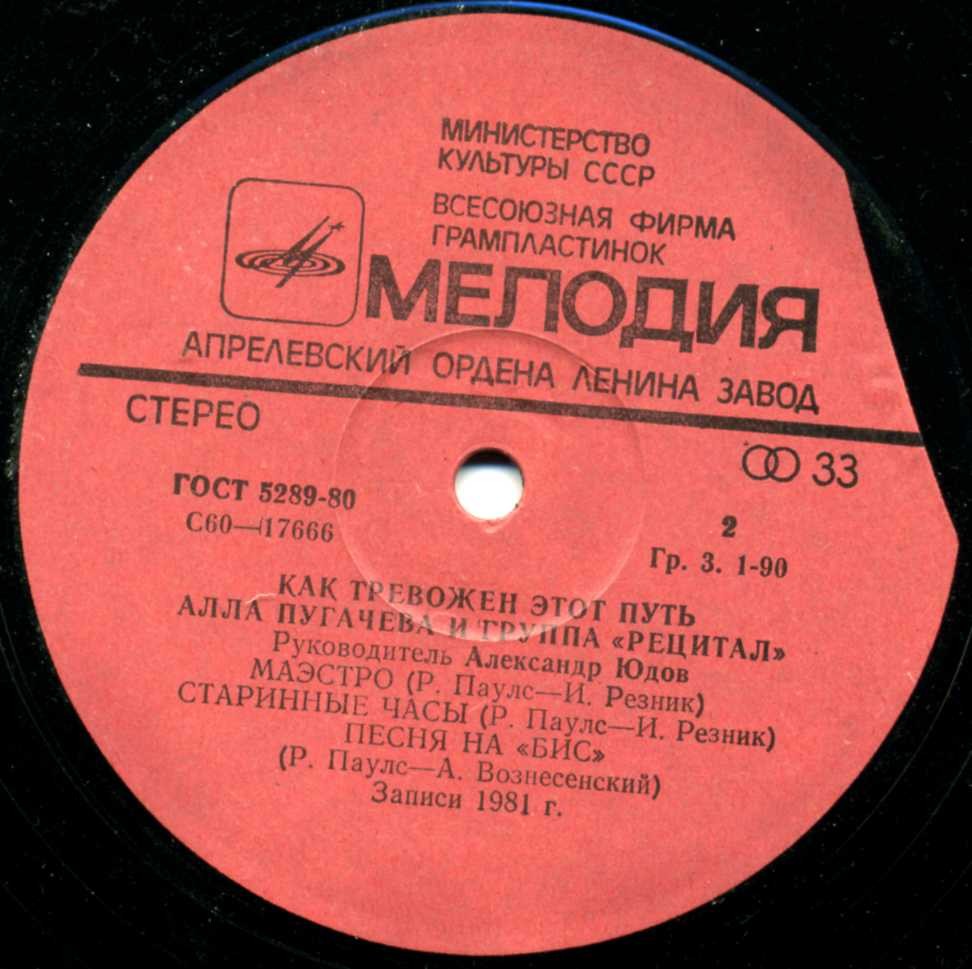 МИНИСТЕРСТВО
КУЛЬТУРЫ СССР
ВСЕСОЮЗНАЯ ФИРМА
ГРАМПЛАСТИНОК
МЕЛОДИЯ
АПРЕЛЕВСКИЙ ОРДЕНА ЛЕНИНА ЗАВОД
СТЕРЕО
33
ГОСТ 5289-80
С60—17666
2
Гр. 3. 1-90
КАК ТРЕВОЖЕН ЭТОТ ПУТЬ
АЛЛА ПУГАЧЕВА И ГРУППА «РЕЦИТАЛ»
Руководитель Александр Юдов
МАЭСТРО (Р. Паулс—И. Резник)
СТАРИННЫЕ ЧАСЫ (Р. Паулс—И. Резник)
ПЕСНЯ НА «БИС»
(Р. Паулс—А. Вознесенский)
Записи 1981 г.